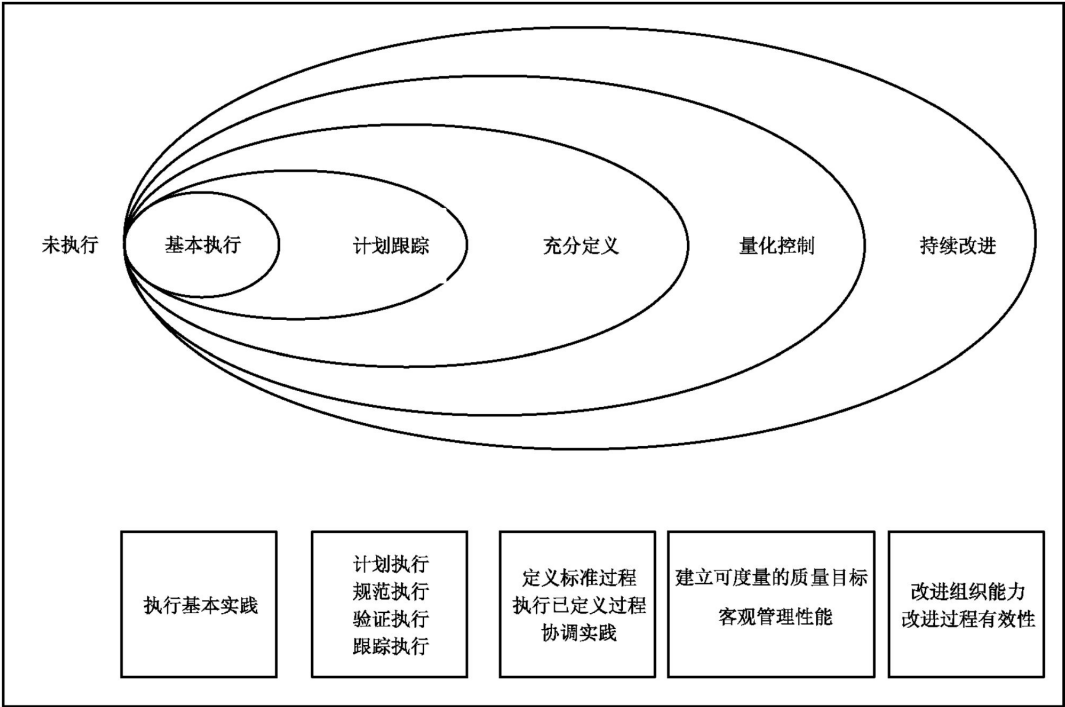 未执行
基本执行
计划跟踪
充分定义
量化控制
持续改进
执行基本实践
计划执行
规范执行
验证执行
跟踪执行
定义标准过程
执行已定义过程
协调实践
建立可度量的质量目标
客观管理性能
改进组织能力
改进过程有效性